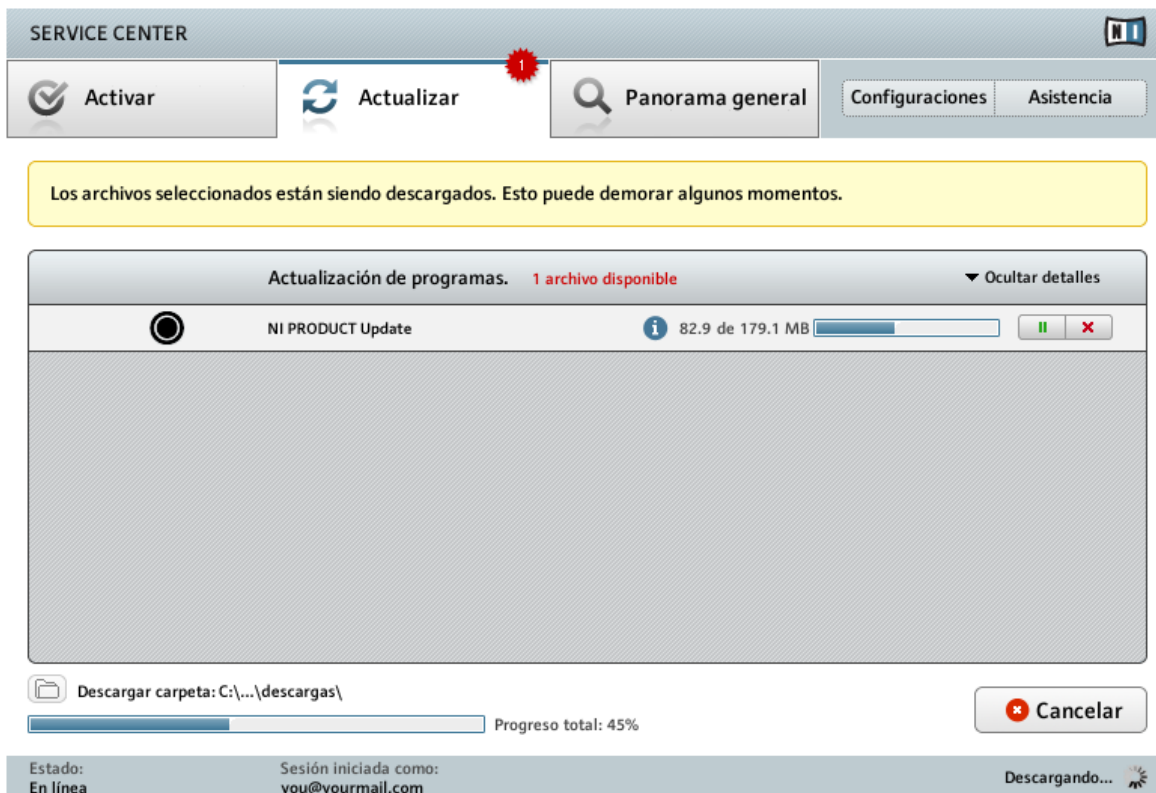 SERVICE CENTER
NI
Activar
Actualizar
1
Panorama general
Configuraciones
Asistencia
Los archivos seleccionados están siendo descargados. Esto puede demorar algunos momentos.
Actualización de programas. 1 archivo disponible
Ocultar detalles
NI PRODUCT Update
82.9 de 179.1 MB
Descargar carpeta: C:\...\descargas\
Progreso total: 45%
Cancelar
Estado:
En línea
Sesión iniciada como:
you@yourmail.com
Descargando...